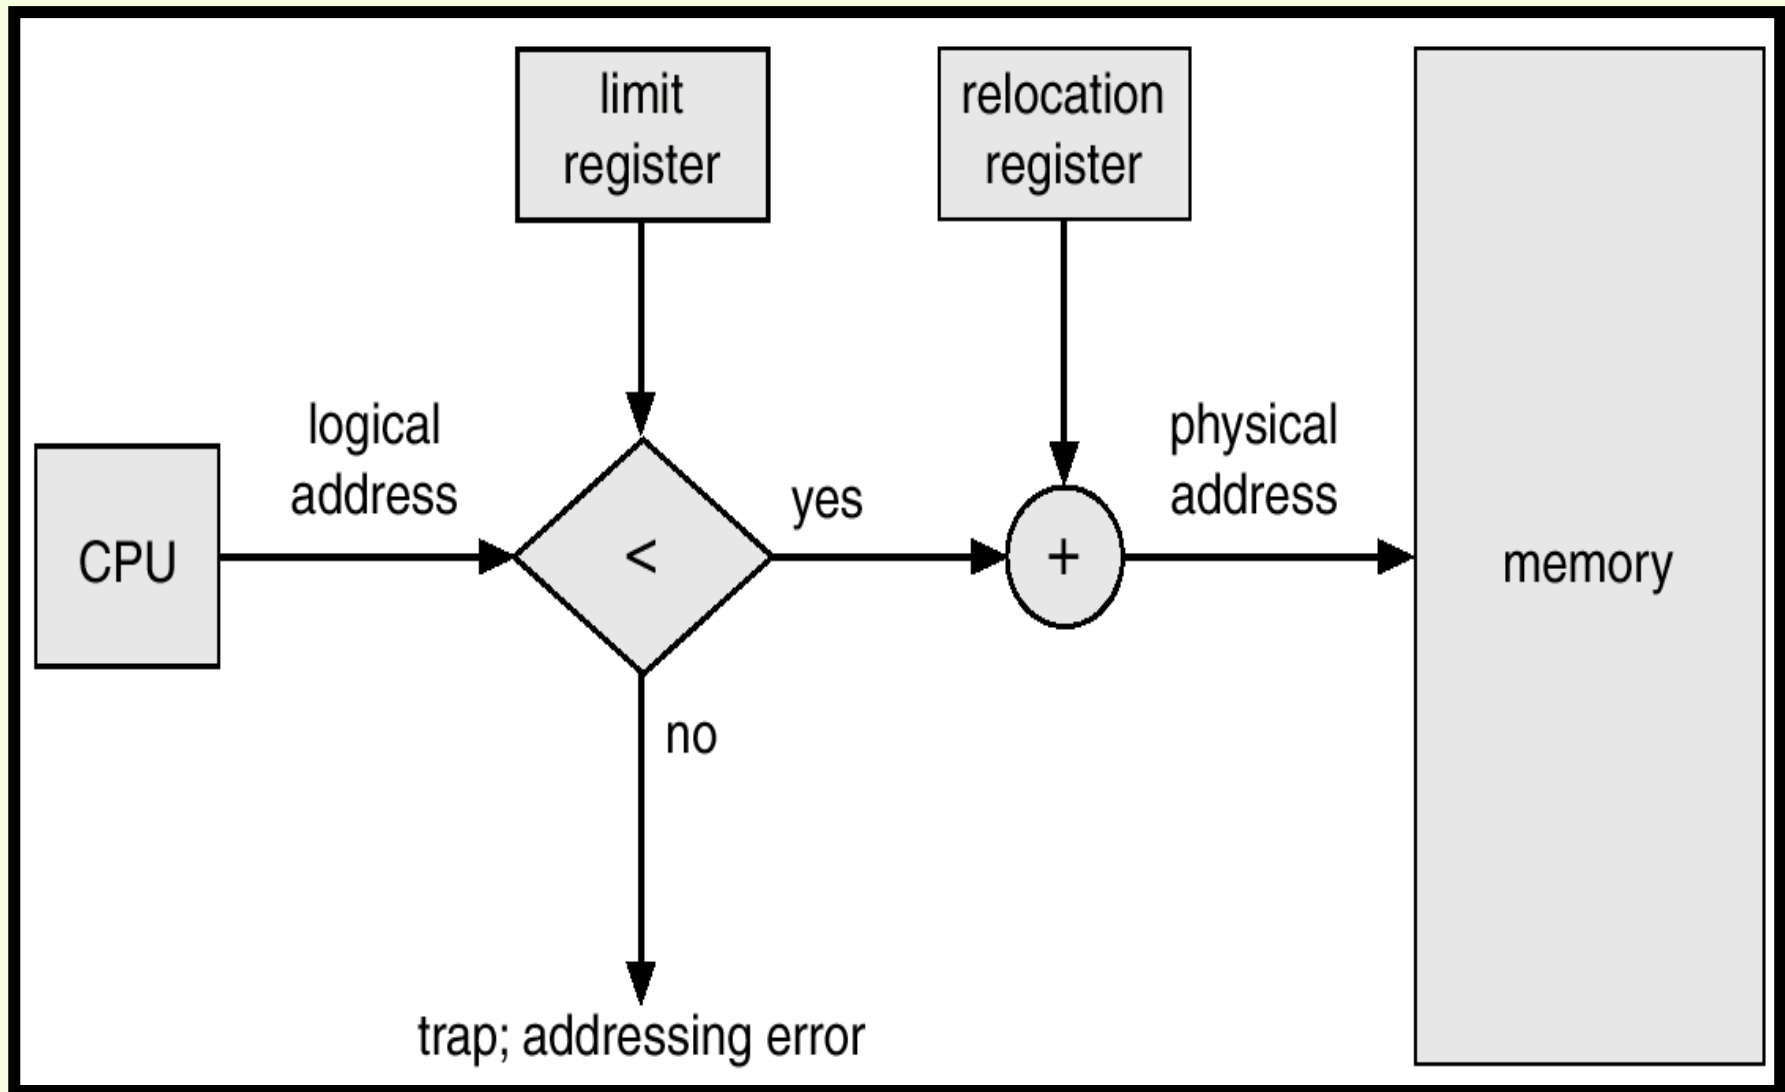 limit
register
relocation
register
logical
address
physical
address
yes
CPU
<
+
memory
no
trap; addressing error